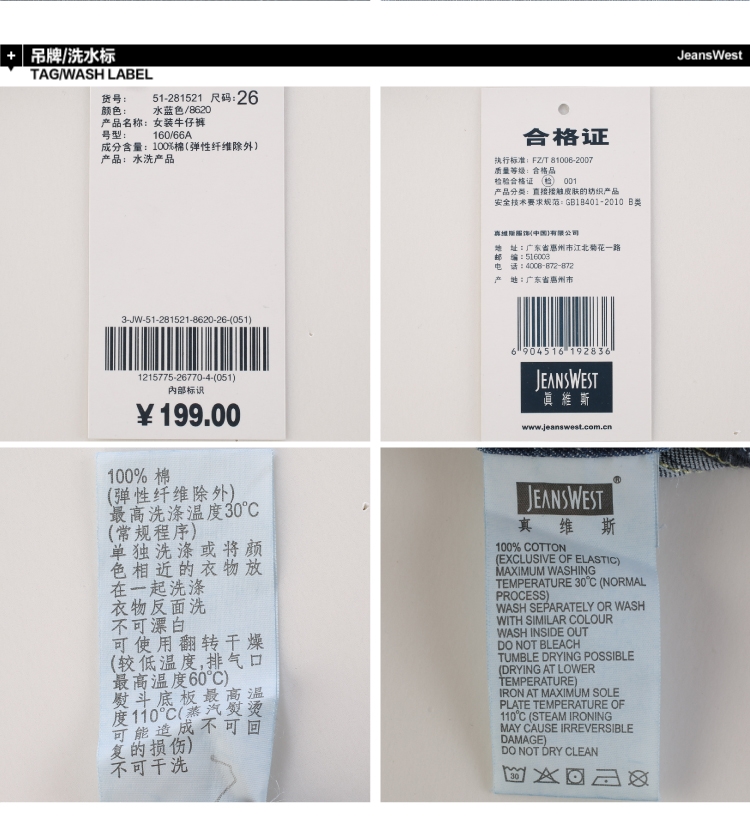 + 吊牌/洗水标
JeansWest
TAG/WASH LABEL
货号: 51-281521 尺码:26
颜色: 水蓝色/8620
产品名称: 女装牛仔裤
号型: 160/66A
成分含量: 100%棉(弹性纤维除外)
产品: 水洗产品
3-JW-51-281521-8620-26-(051)
1215775-26770-4-(051)
内部标识
¥199.00
合格证
执行标准: FZ/T 81006-2007
质量等级: 合格品
检验合格证 检 001
产品分类: 直接接触皮肤的纺织产品
安全技术要求规范: GB18401-2010 B类
真维斯服饰(中国)有限公司
地 址: 广东省惠州市江北菊花一路
邮 编: 516003
电 话: 4008-872-872
产 地: 广东省惠州市
6 904516 192836
JEANSWEST
真維斯
www.jeanswest.com.cn
100% 棉
(弹性纤维除外)
最高洗涤温度30°C
(常规程序)
单独洗涤或将颜
色相近的衣物放
在一起洗涤
衣物反面洗
不可漂白
可使用翻转干燥
(较低温度,排气口
最高温度60°C)
熨斗底板最高温
度110°C(蒸汽熨烫
可能造成不可回
复的损伤)
不可干洗
JEANSWEST®
真维斯
100% COTTON
(EXCLUSIVE OF ELASTIC)
MAXIMUM WASHING
TEMPERATURE 30°C (NORMAL
PROCESS)
WASH SEPARATELY OR WASH
WITH SIMILAR COLOUR
WASH INSIDE OUT
DO NOT BLEACH
TUMBLE DRYING POSSIBLE
(DRYING AT LOWER
TEMPERATURE)
IRON AT MAXIMUM SOLE
PLATE TEMPERATURE OF
110°C (STEAM IRONING
MAY CAUSE IRREVERSIBLE
DAMAGE)
DO NOT DRY CLEAN
30